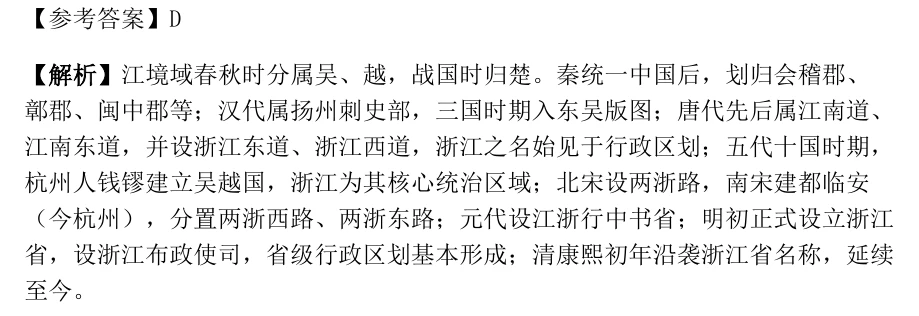 【参考答案】D
【解析】江境域春秋时分属吴、越，战国时归楚。秦统一中国后，划归会稽郡、
鄣郡、闽中郡等；汉代属扬州刺史部，三国时期入东吴版图；唐代先后属江南道、
江南东道，并设浙江东道、浙江西道，浙江之名始见于行政区划；五代十国时期，
杭州人钱镠建立吴越国，浙江为其核心统治区域；北宋设两浙路，南宋建都临安
（今杭州），分置两浙西路、两浙东路；元代设江浙行中书省；明初正式设立浙江
省，设浙江布政使司，省级行政区划基本形成；清康熙初年沿袭浙江省名称，延续
至今。